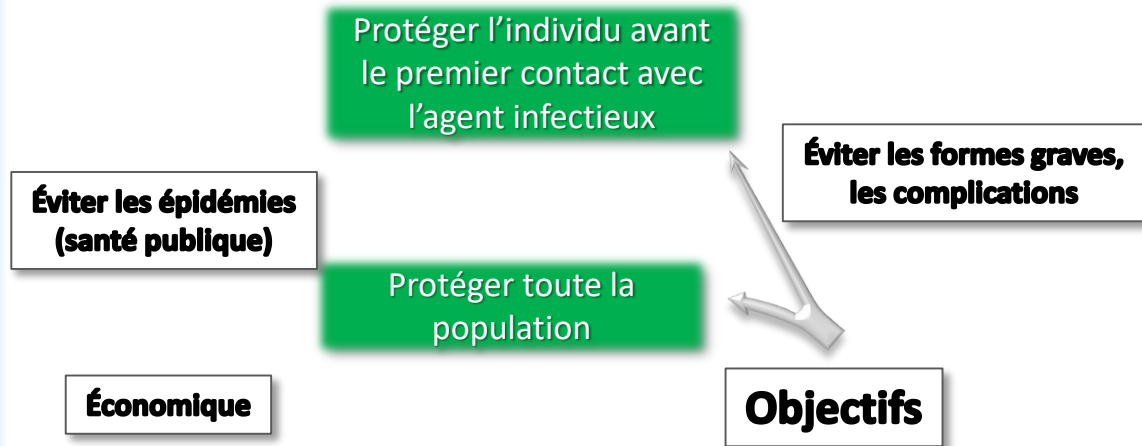 Protéger l'individu avant
le premier contact avec
l'agent infectieux
Éviter les formes graves,
les complications
Éviter les épidémies
(santé publique)
Protéger toute la
population
Économique
Objectifs